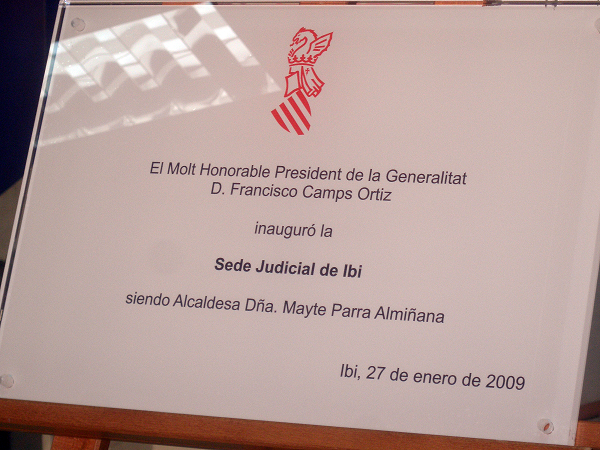 El Molt Honorable President de la Generalitat
D. Francisco Camps Ortiz
inauguró la
Sede Judicial de Ibi
siendo Alcaldesa Dña. Mayte Parra Almiñana
Ibi, 27 de enero de 2009